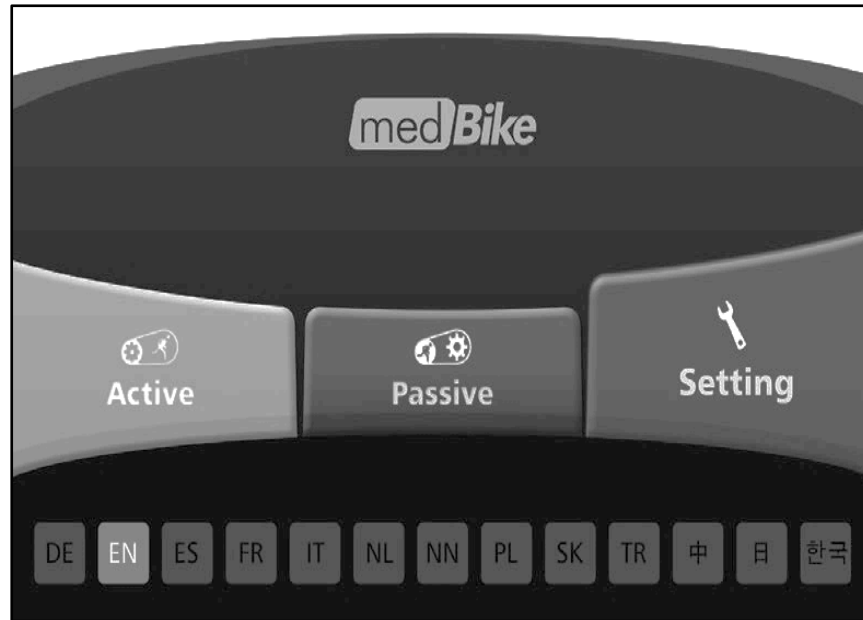 medBike
Active
Passive
Setting
DE EN ES FR IT NL NN PL SK TR 中 日 한국